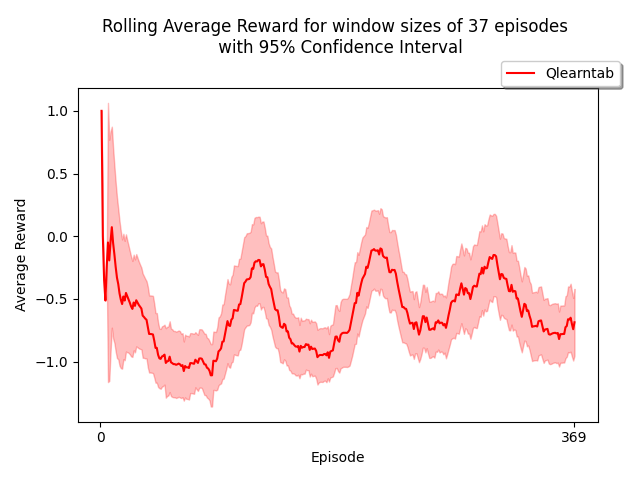 Rolling Average Reward for window sizes of 37 episodes
with 95% Confidence Interval
Qlearntab
1.0
0.5
0.0
−0.5
−1.0
Average Reward
0
369
Episode